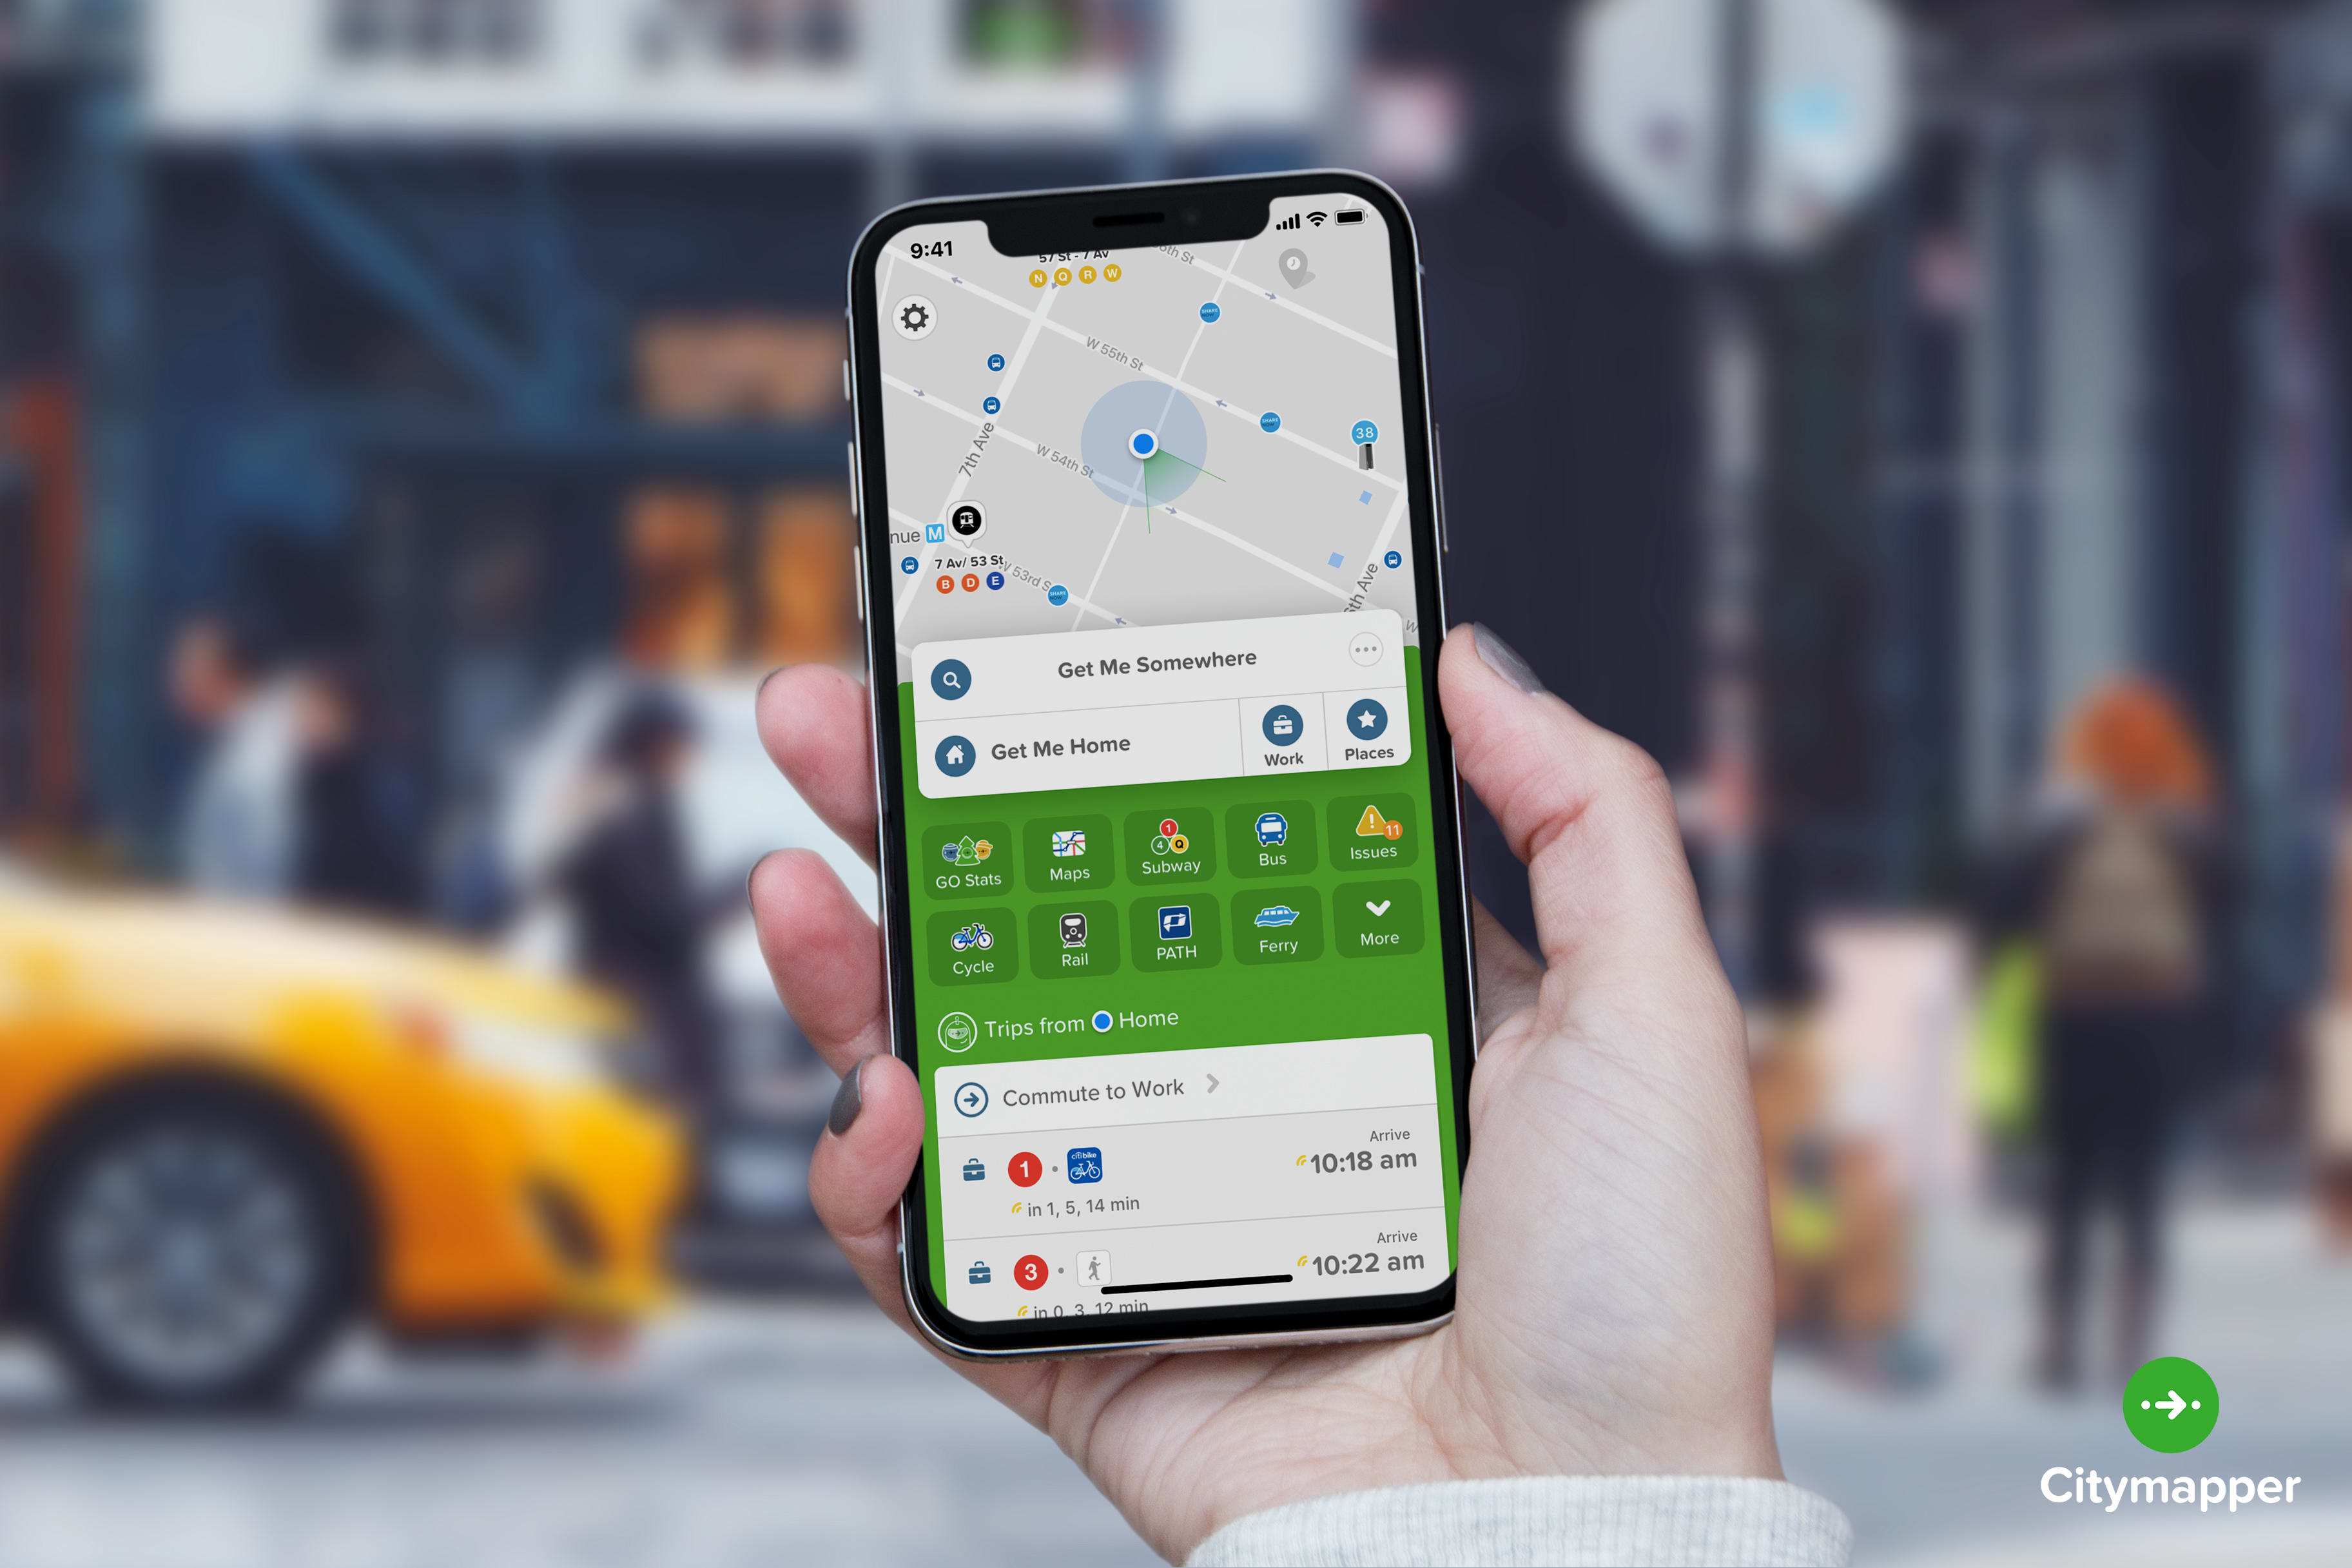 9:41
57 St - 7 Av
N Q R W
W 55th St
7th Ave
W 54th St
38
nue M
7 Av/ 53 St
B D E
W 53rd S
6th Ave
W
Get Me Somewhere
Get Me Home
Work
Places
GO Stats
Maps
1
4 Q
Subway
Bus
11
Issues
Cycle
Rail
PATH
Ferry
More
Trips from Home
Commute to Work
1 citibike
Arrive
10:18 am
in 1, 5, 14 min
3
Arrive
10:22 am
in 0, 3, 12 min
Citymapper